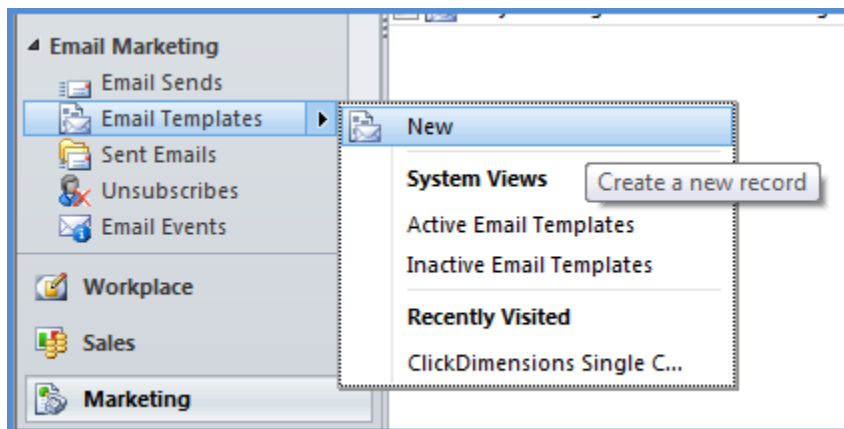 Email Marketing
Email Sends
Email Templates
Sent Emails
Unsubscribes
Email Events
Workplace
Sales
Marketing
New
System Views
Create a new record
Active Email Templates
Inactive Email Templates
Recently Visited
ClickDimensions Single C...